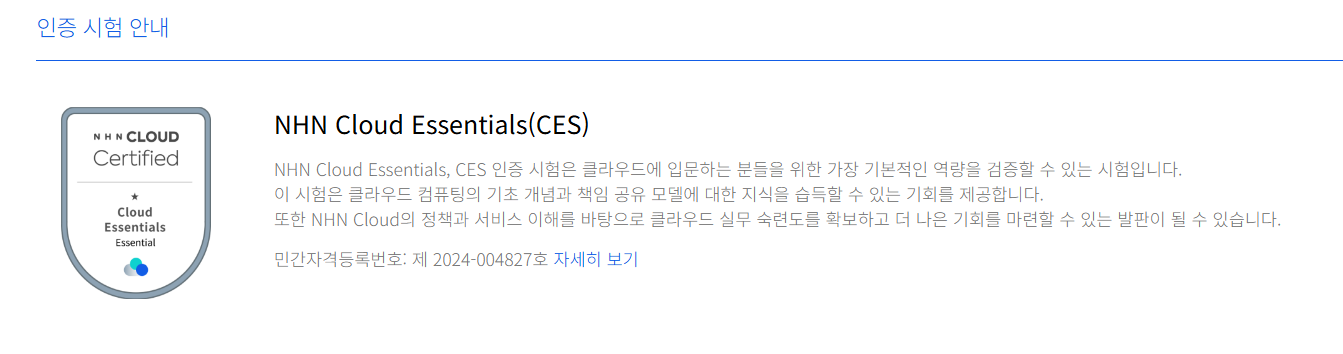 인증 시험 안내
NHN CLOUD
Certified
Cloud
Essentials
Essential
NHN Cloud Essentials(CES)
NHN Cloud Essentials, CES 인증 시험은 클라우드에 입문하는 분들을 위한 가장 기본적인 역량을 검증할 수 있는 시험입니다.
이 시험은 클라우드 컴퓨팅의 기초 개념과 책임 공유 모델에 대한 지식을 습득할 수 있는 기회를 제공합니다.
또한 NHN Cloud의 정책과 서비스 이해를 바탕으로 클라우드 실무 숙련도를 확보하고 더 나은 기회를 마련할 수 있는 발판이 될 수 있습니다.
민간자격등록번호: 제 2024-004827호 자세히 보기